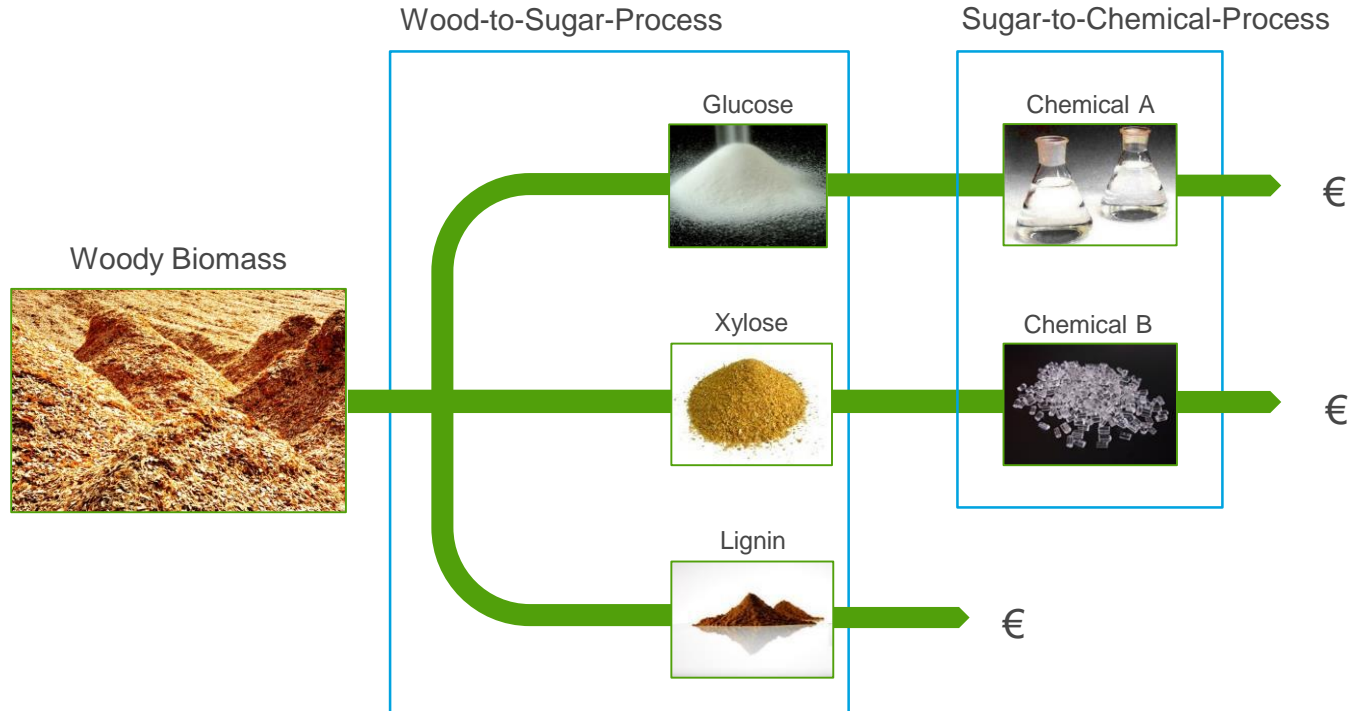 Wood-to-Sugar-Process
Sugar-to-Chemical-Process
Glucose
Chemical A
€
Woody Biomass
Xylose
Chemical B
€
Lignin
€